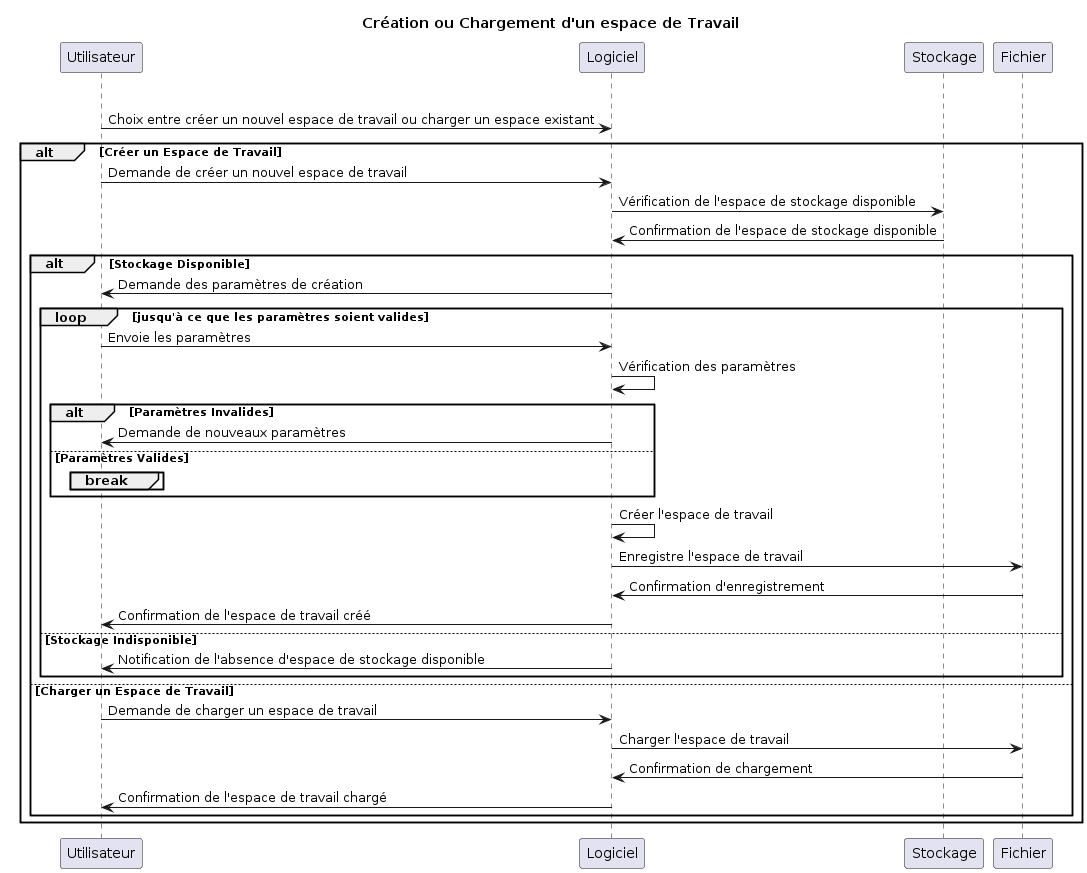 Création ou Chargement d'un espace de Travail
Utilisateur
Logiciel
Stockage
Fichier
Choix entre créer un nouvel espace de travail ou charger un espace existant
alt
[Créer un Espace de Travail]
Demande de créer un nouvel espace de travail
Vérification de l'espace de stockage disponible
Confirmation de l'espace de stockage disponible
alt
[Stockage Disponible]
Demande des paramètres de création
loop
[jusqu'à ce que les paramètres soient valides]
Envoie les paramètres
Vérification des paramètres
alt
[Paramètres Invalides]
Demande de nouveaux paramètres
[Paramètres Valides]
break
Créer l'espace de travail
Enregistre l'espace de travail
Confirmation d'enregistrement
Confirmation de l'espace de travail créé
[Stockage Indisponible]
Notification de l'absence d'espace de stockage disponible
[Charger un Espace de Travail]
Demande de charger un espace de travail
Charger l'espace de travail
Confirmation de chargement
Confirmation de l'espace de travail chargé
Utilisateur
Logiciel
Stockage
Fichier